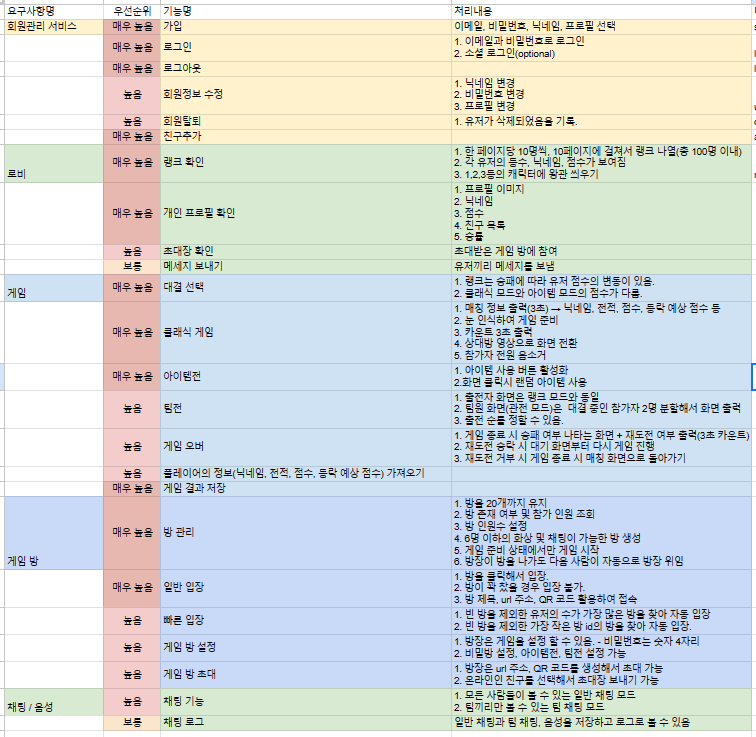 요구사항명 우선순위 기능명 처리내용
회원관리 서비스 매우 높음 가입 이메일, 비밀번호, 닉네임, 프로필 선택
매우 높음 로그인 1. 이메일과 비밀번호로 로그인
2. 소셜 로그인(optional)
매우 높음 로그아웃
높음 회원정보 수정 1. 닉네임 변경
2. 비밀번호 변경
3. 프로필 변경
높음 회원탈퇴 1. 유저가 삭제되었음을 기록.
매우 높음 친구추가
로비 매우 높음 랭크 확인 1. 한 페이지당 10명씩, 10페이지에 걸쳐서 랭크 나열(총 100명 이내)
2. 각 유저의 등수, 닉네임, 점수가 보여짐
3. 1,2,3등의 캐릭터에 왕관 씌우기
매우 높음 개인 프로필 확인 1. 프로필 이미지
2. 닉네임
3. 점수
4. 친구 목록
5. 승률
높음 초대장 확인 초대받은 게임 방에 참여
보통 메세지 보내기 유저끼리 메세지를 보냄
게임 매우 높음 대결 선택 1. 랭크는 승패에 따라 유저 점수의 변동이 있음.
2. 클래식 모드와 아이템 모드의 점수가 다름.
매우 높음 클래식 게임 1. 매칭 정보 출력(3초) → 닉네임, 전적, 점수, 등락 예상 점수 등
2. 눈 인식하여 게임 준비
3. 카운트 3초 출력
4. 상대방 영상으로 화면 전환
5. 참가자 전원 음소거
매우 높음 아이템전 1. 아이템 사용 버튼 활성화
2.화면 클릭시 랜덤 아이템 사용
높음 팀전 1. 출전자 화면은 랭크 모드와 동일
2. 팀원 화면(관전 모드)은 대결 중인 참가자 2명 분할해서 화면 출력
3. 출전 순를 정할 수 있음.
높음 게임 오버 1. 게임 종료 시 승패 여부 나타는 화면 + 재도전 여부 출력(3초 카운트)
2. 재도전 승락 시 대기 화면부터 다시 게임 진행
3. 재도전 거부 시 게임 종료 시 매칭 화면으로 돌아가기
높음 플레이어의 정보(닉네임, 전적, 점수, 등락 예상 점수) 가져오기
매우 높음 게임 결과 저장
게임 방 매우 높음 방 관리 1. 방을 20개까지 유지
2. 방 존재 여부 및 참가 인원 조회
3. 방 인원수 설정
4. 6명 이하의 화상 및 채팅이 가능한 방 생성
5. 게임 준비 상태에서만 게임 시작
6. 방장이 방을 나가도 다음 사람이 자동으로 방장 위임
매우 높음 일반 입장 1. 방을 클릭해서 입장.
2. 방이 꽉 찼을 경우 입장 불가.
3. 방 제목, url 주소, QR 코드 활용하여 접속
높음 빠른 입장 1. 빈 방을 제외한 유저의 수가 가장 많은 방을 찾아 자동 입장
2. 빈 방을 제외한 가장 작은 방 id의 방을 찾아 자동 입장.
높음 게임 방 설정 1. 방장은 게임을 설정 할 수 있음. - 비밀번호는 숫자 4자리
2. 비밀방 설정, 아이템전, 팀전 설정 가능
높음 게임 방 초대 1. 방장은 url 주소, QR 코드를 생성해서 초대 가능
2. 온라인인 친구를 선택해서 초대장 보내기 가능
채팅 / 음성 높음 채팅 기능 1. 모든 사람들이 볼 수 있는 일반 채팅 모드
2. 팀끼리만 볼 수 있는 팀 채팅 모드
보통 채팅 로그 일반 채팅과 팀 채팅, 음성을 저장하고 로그로 볼 수 있음